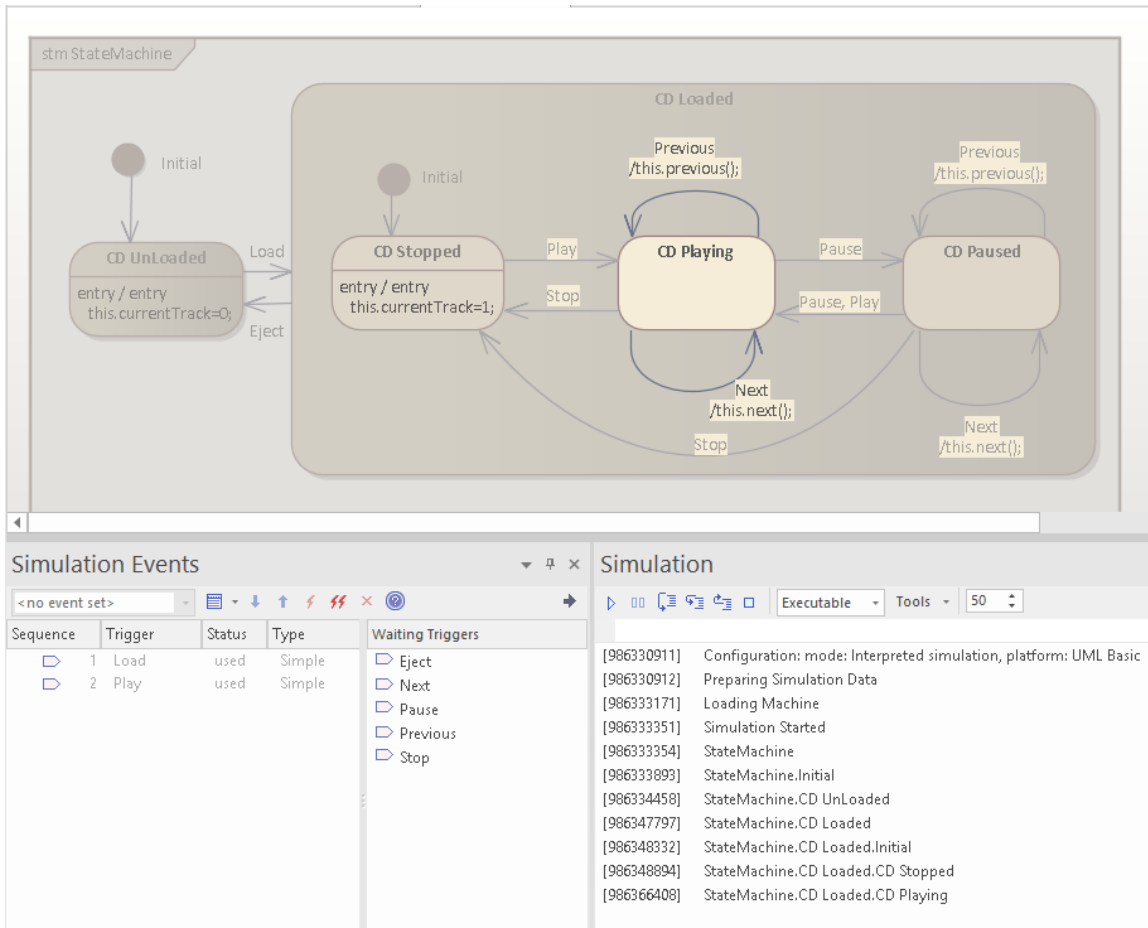 stm StateMachine
CD Loaded
Initial
Initial
Previous
/this.previous();
Previous
/this.previous();
CD UnLoaded
entry / entry
this.currentTrack=0;
Load
Eject
CD Stopped
entry / entry
this.currentTrack=1;
Play
Stop
CD Playing
Pause
Pause, Play
CD Paused
Next
/this.next();
Stop
Next
/this.next();
Simulation Events
<no event set>
Sequence Trigger Status Type
1 Load used Simple
2 Play used Simple
Waiting Triggers
Eject
Next
Pause
Previous
Stop
Simulation
Executable Tools 50
[986330911] Configuration: mode: Interpreted simulation, platform: UML Basic
[986330912] Preparing Simulation Data
[986333171] Loading Machine
[986333351] Simulation Started
[986333354] StateMachine
[986333893] StateMachine.Initial
[986334458] StateMachine.CD UnLoaded
[986347797] StateMachine.CD Loaded
[986348332] StateMachine.CD Loaded.Initial
[986348894] StateMachine.CD Loaded.CD Stopped
[986366408] StateMachine.CD Loaded.CD Playing